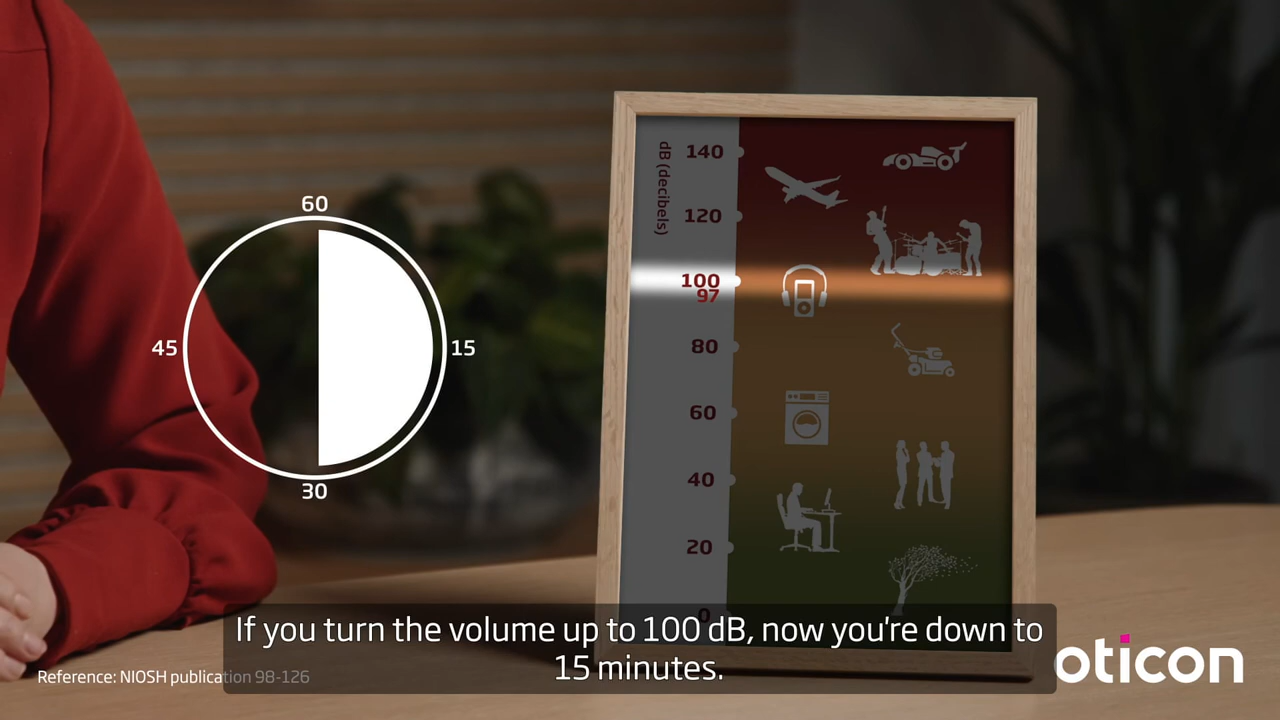 60
45
15
30
dB (decibels)
140
120
100
97
80
60
40
20
0
If you turn the volume up to 100 dB, now you're down to
15 minutes.
Reference: NIOSH publication 98-126
oticon